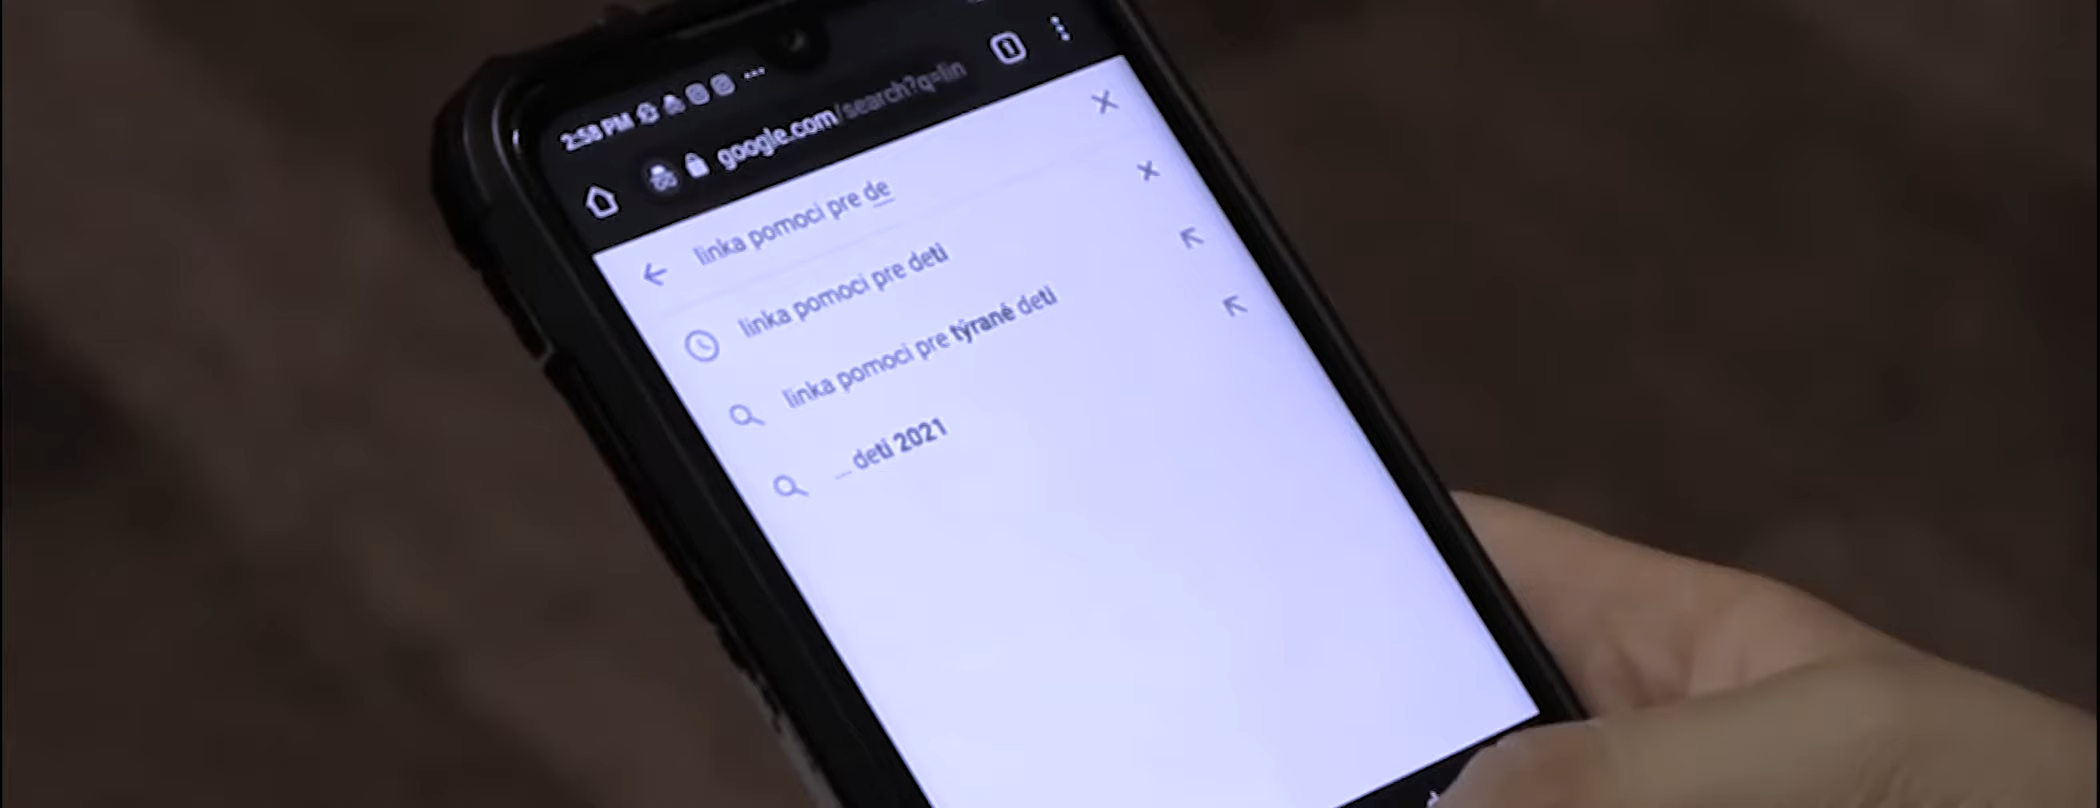 2:58 PM ...
google.com/search?q=lin
1
linka pomoci pre de
linka pomoci pre deti
linka pomoci pre týrané deti
... deti 2021